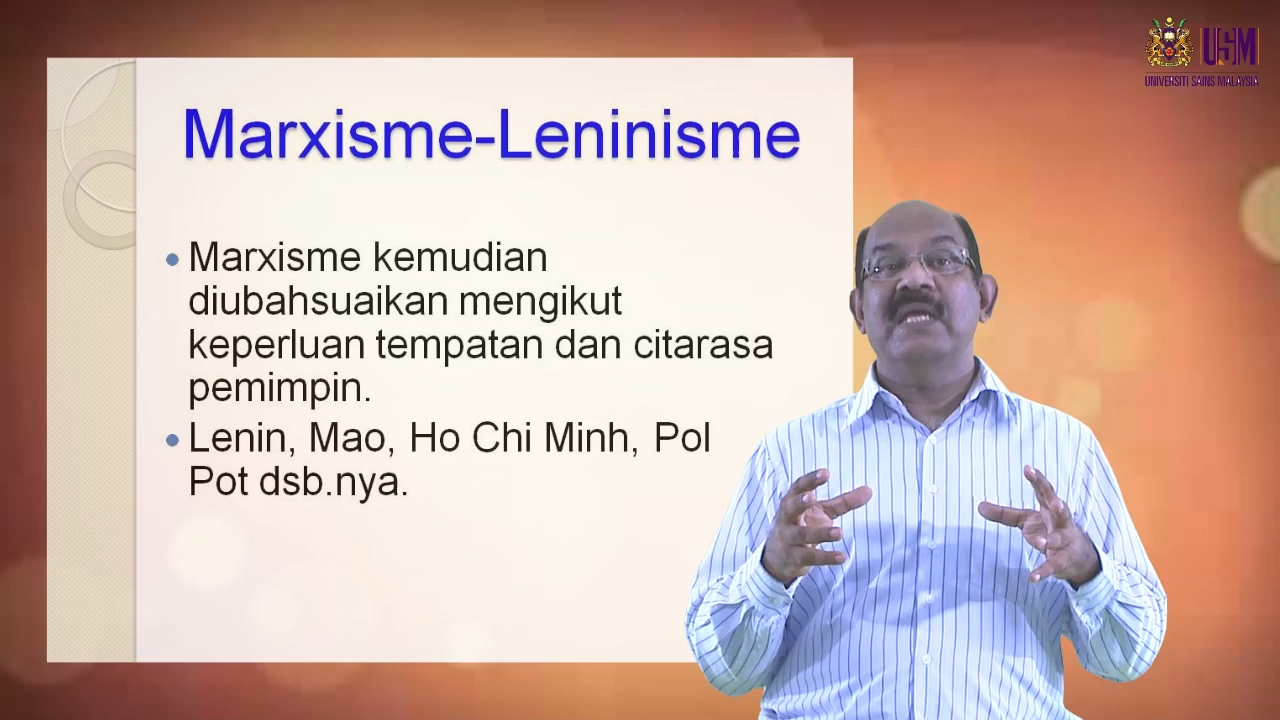 USM
UNIVERSITI SAINS MALAYSIA
Marxisme-Leninisme
Marxisme kemudian
diubahsuaikan mengikut
keperluan tempatan dan citarasa
pemimpin.
Lenin, Mao, Ho Chi Minh, Pol
Pot dsb.nya.